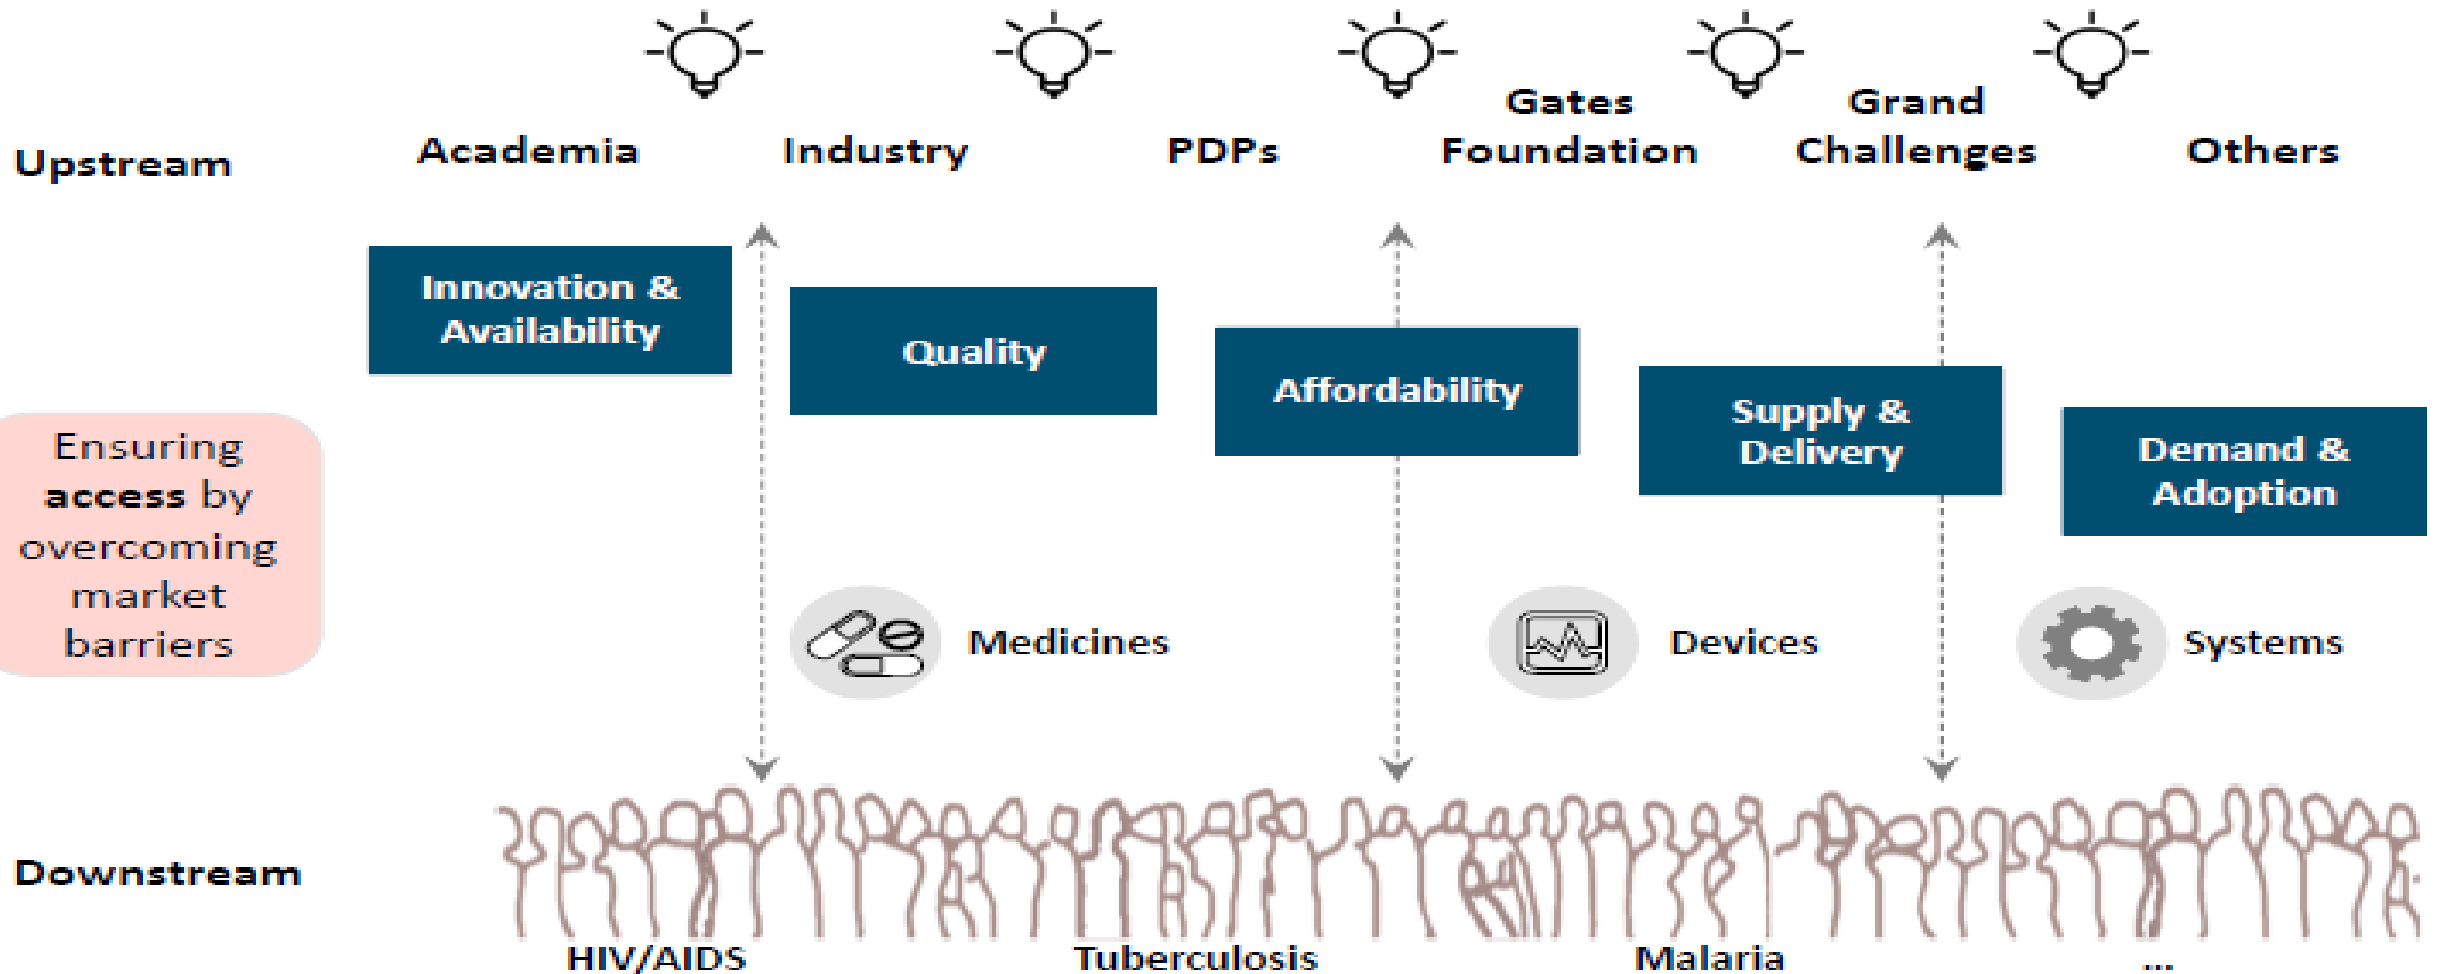 Upstream
Academia
Industry
PDPs
Gates
Foundation
Grand
Challenges
Others
Innovation &
Availability
Quality
Affordability
Supply &
Delivery
Demand &
Adoption
Ensuring
access by
overcoming
market
barriers
Medicines
Devices
Systems
Downstream
HIV/AIDS
Tuberculosis
Malaria
...